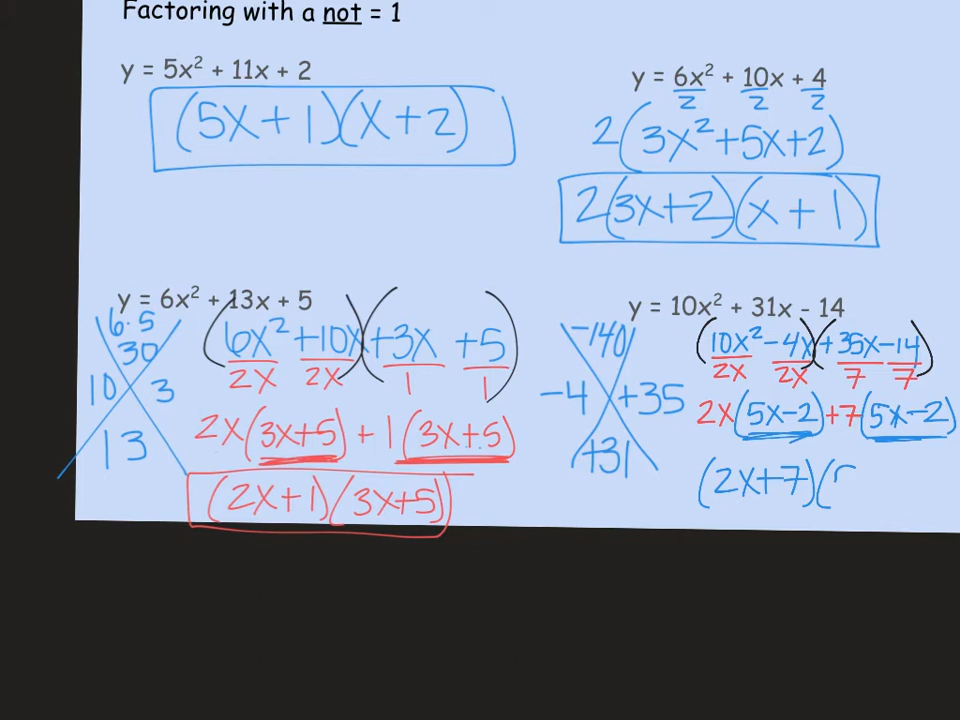 Factoring with a not = 1
y = 5x² + 11x + 2
(5x+1)(x+2)
y = 6x² + 10x + 4
2 2 2
2(3x²+5x+2)
2(3x+2)(x+1)
y = 6x² + 13x + 5
6·5
30
10 3
13
(6x²+10x)(+3x +5)
2x 2x 1 1
2x(3x+5)+1(3x+5)
(2x+1)(3x+5)
y = 10x² + 31x - 14
-140
-4 +35
+31
(10x²-4x)(+35x-14)
2x 2x 7 7
2x(5x-2)+7(5x-2)
(2x+7)(